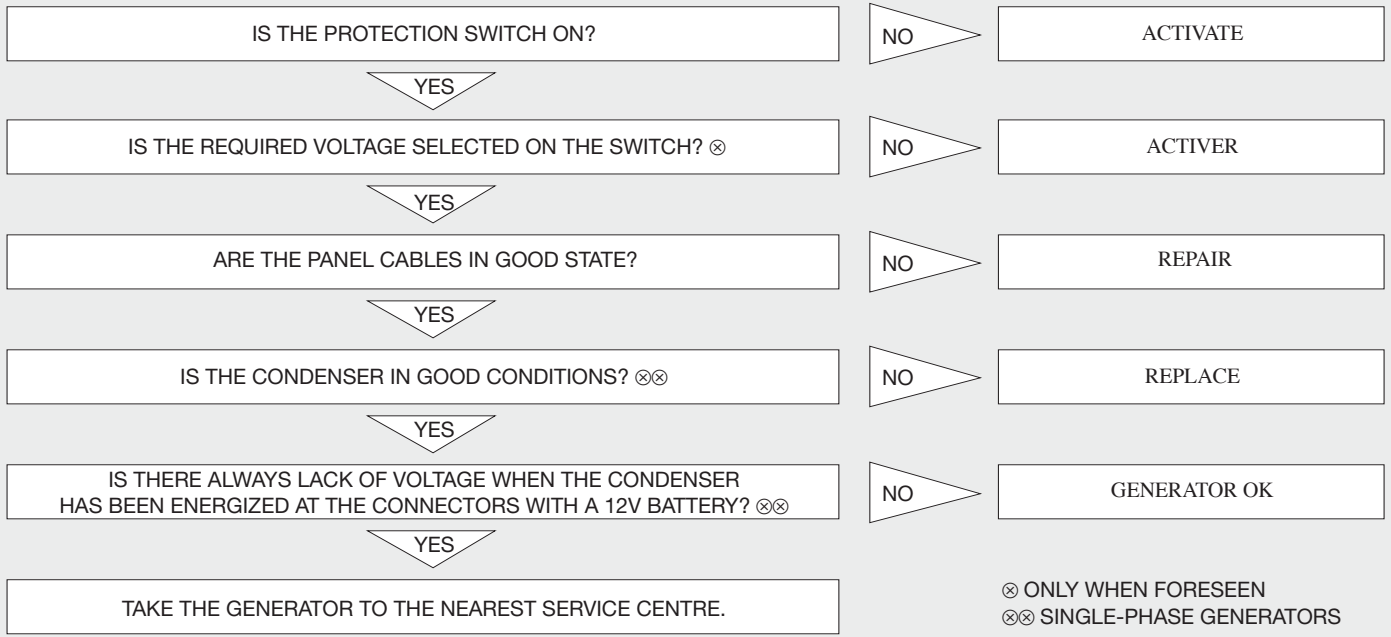 IS THE PROTECTION SWITCH ON?
NO
ACTIVATE
YES
IS THE REQUIRED VOLTAGE SELECTED ON THE SWITCH? ⊗
NO
ACTIVER
YES
ARE THE PANEL CABLES IN GOOD STATE?
NO
REPAIR
YES
IS THE CONDENSER IN GOOD CONDITIONS? ⊗⊗
NO
REPLACE
YES
IS THERE ALWAYS LACK OF VOLTAGE WHEN THE CONDENSER
HAS BEEN ENERGIZED AT THE CONNECTORS WITH A 12V BATTERY? ⊗⊗
NO
GENERATOR OK
YES
TAKE THE GENERATOR TO THE NEAREST SERVICE CENTRE.
⊗ ONLY WHEN FORESEEN
⊗⊗ SINGLE-PHASE GENERATORS